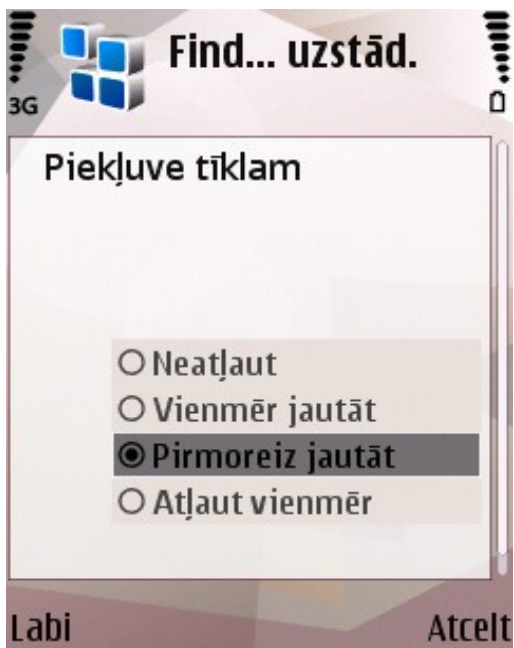 Find... uzstād.
3G
Piekļuve tīklam
Neatļaut
Vienmēr jautāt
Pirmoreiz jautāt
Atļaut vienmēr
Labi
Atcelt